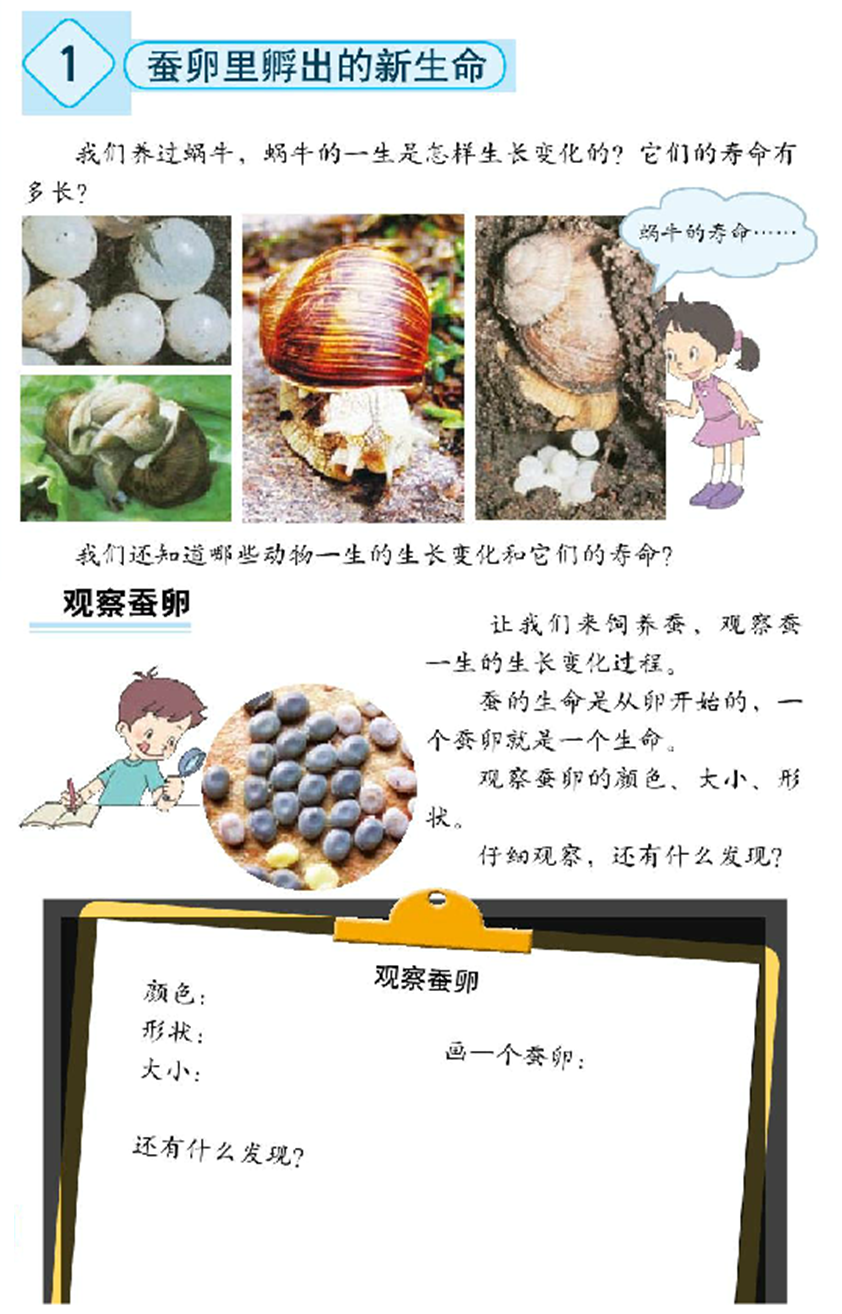 1
蚕卵里孵出的新生命
我们养过蜗牛，蜗牛的一生是怎样生长变化的？它们的寿命有
多长？
蜗牛的寿命……
我们还知道哪些动物一生的生长变化和它们的寿命？
观察蚕卵
让我们来饲养蚕、观察蚕
一生的生长变化过程。
蚕的生命是从卵开始的、一
个蚕卵就是一个生命。
观察蚕卵的颜色、大小、形
状。
仔细观察，还有什么发现？
观察蚕卵
颜色：
形状：
大小：
画一个蚕卵：
还有什么发现？